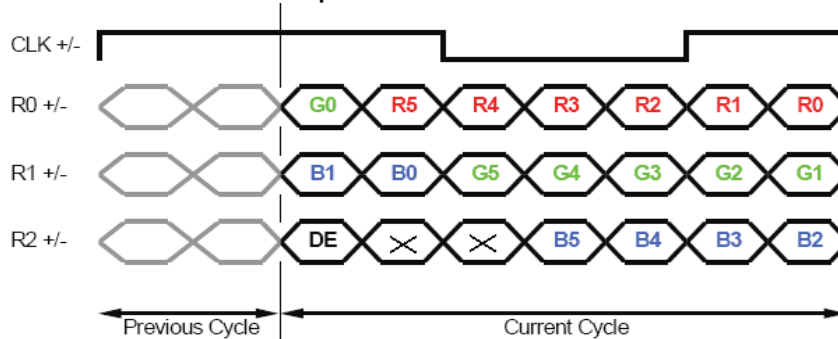 CLK +/-
R0 +/- G0 R5 R4 R3 R2 R1 R0
R1 +/- B1 B0 G5 G4 G3 G2 G1
R2 +/- DE B5 B4 B3 B2
Previous Cycle Current Cycle